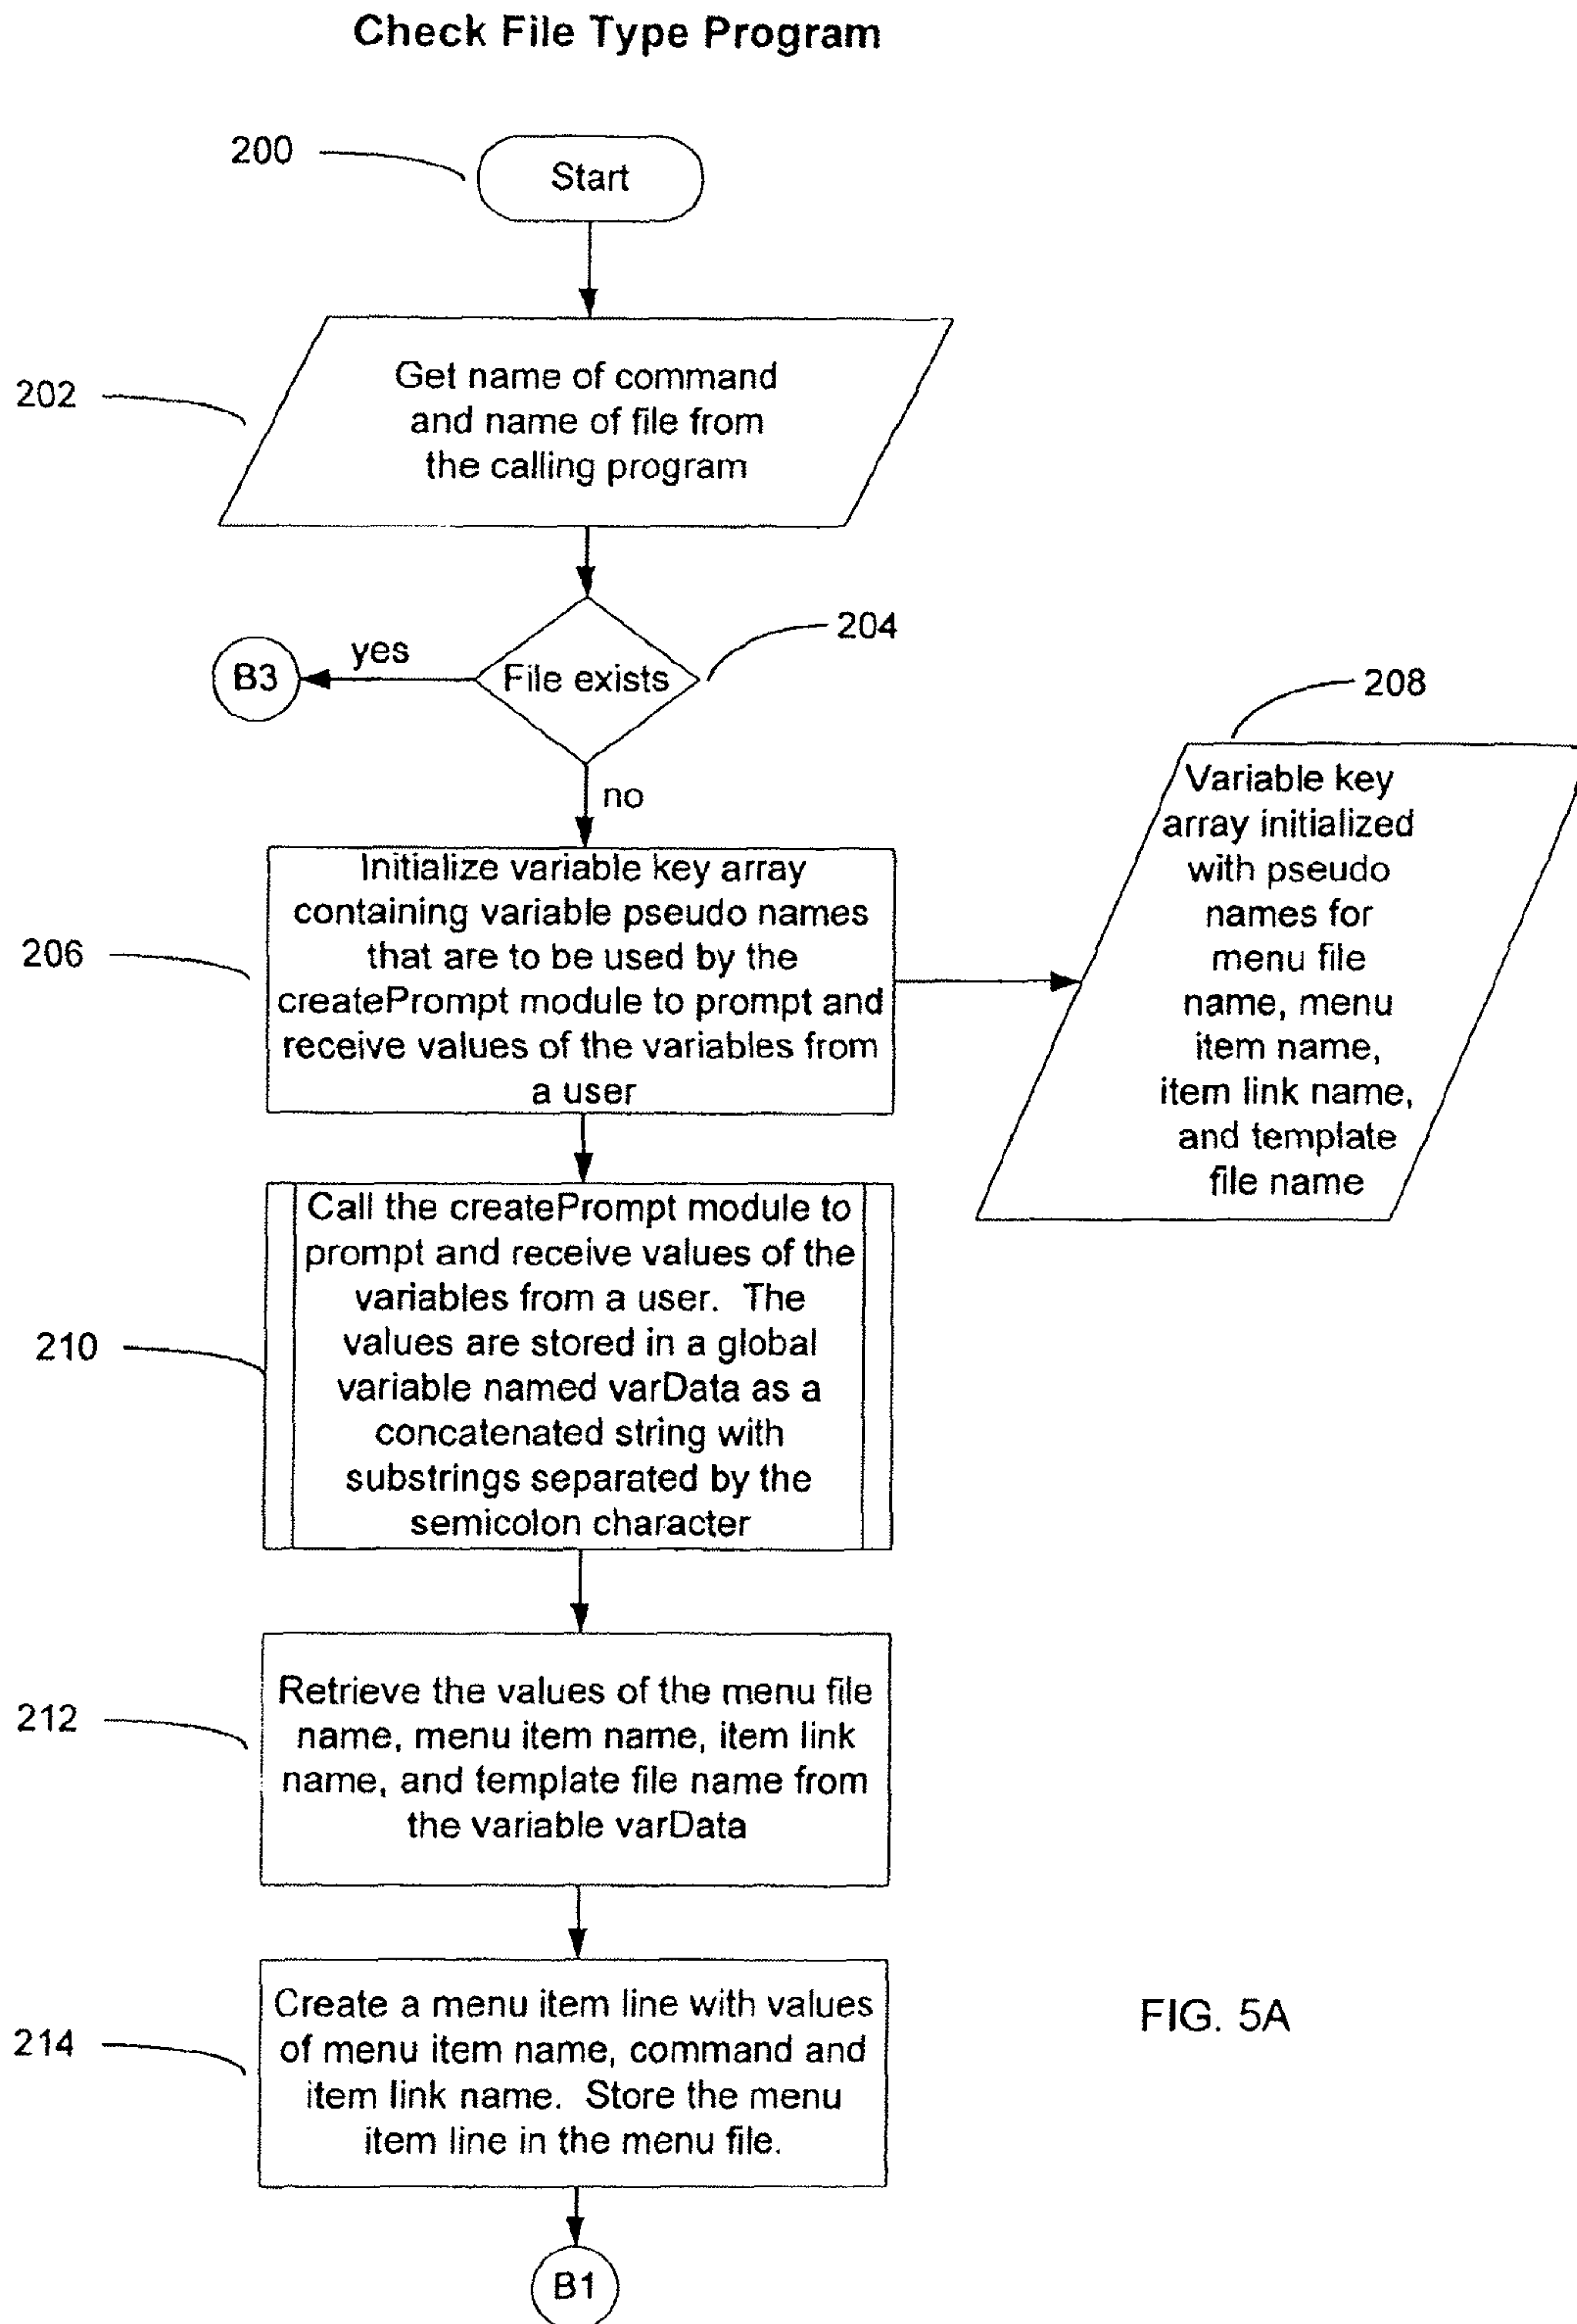 Check File Type Program
200
Start
202
Get name of command
and name of file from
the calling program
204
File exists
yes
B3
no
206
Initialize variable key array
containing variable pseudo names
that are to be used by the
createPrompt module to prompt and
receive values of the variables from
a user
208
Variable key
array initialized
with pseudo
names for
menu file
name, menu
item name,
item link name,
and template
file name
210
Call the createPrompt module to
prompt and receive values of the
variables from a user. The
values are stored in a global
variable named varData as a
concatenated string with
substrings separated by the
semicolon character
212
Retrieve the values of the menu file
name, menu item name, item link
name, and template file name from
the variable varData
214
Create a menu item line with values
of menu item name, command and
item link name. Store the menu
item line in the menu file.
B1
FIG. 5A